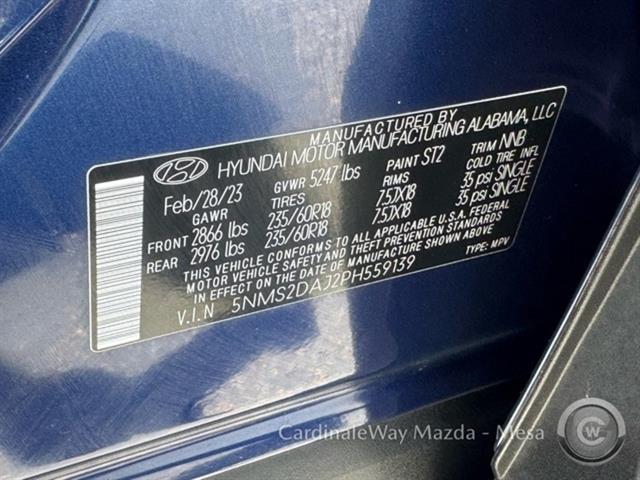 MANUFACTURED BY
HYUNDAI MOTOR MANUFACTURING ALABAMA, LLC
Feb/28/23 GVWR 5247 lbs PAINT ST2 TRIM NNB
GAWR TIRES RIMS COLD TIRE INFL
FRONT 2866 lbs 235/60R18 7.5JX18 35 psi SINGLE
REAR 2976 lbs 235/60R18 7.5JX18 35 psi SINGLE
THIS VEHICLE CONFORMS TO ALL APPLICABLE U.S.A. FEDERAL
MOTOR VEHICLE SAFETY AND THEFT PREVENTION STANDARDS
IN EFFECT ON THE DATE OF MANUFACTURE SHOWN ABOVE
V.I.N 5NMS2DAJ2PH559139 TYPE: MPV
CardinaleWay Mazda - Mesa